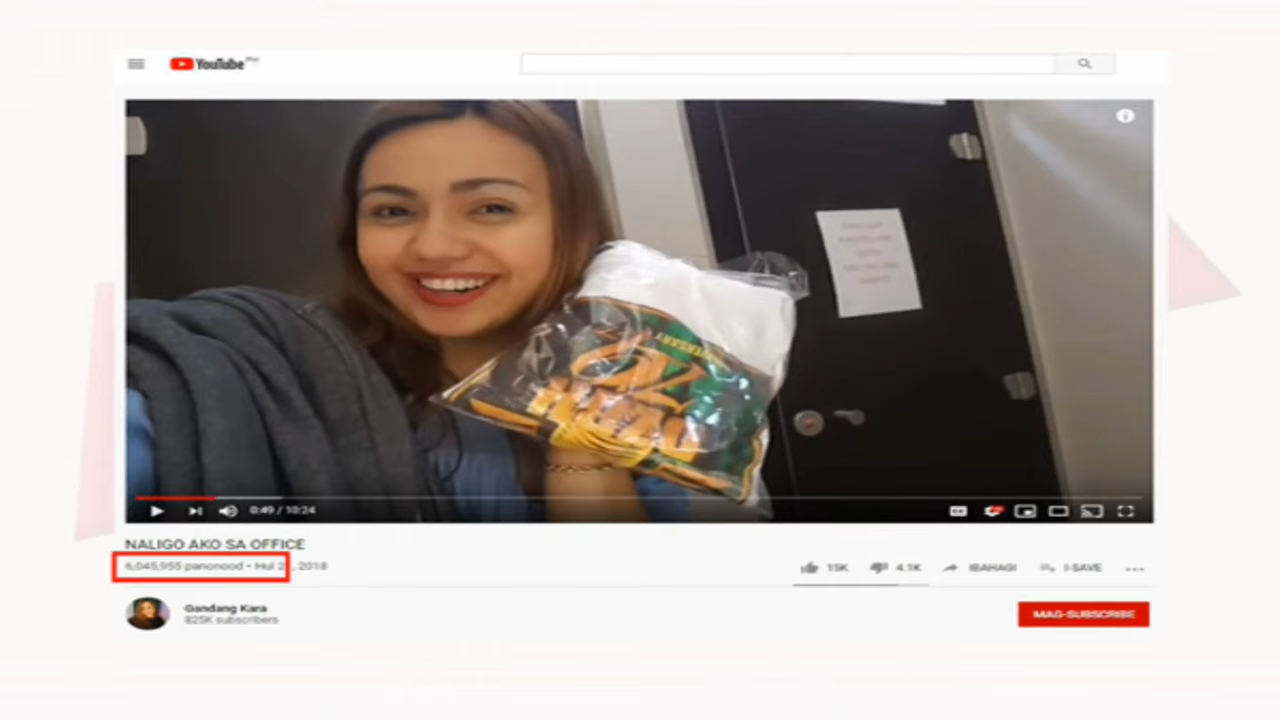 YouTube PH
0:49 / 10:24
NALIGO AKO SA OFFICE
6,045,955 panonood • Hul 2 , 2018
15K 4.1K IBAHAGI I-SAVE
Gandang Kara
825K subscribers
MAG-SUBSCRIBE